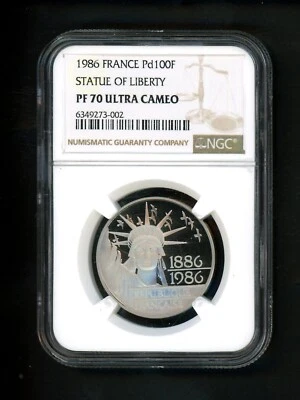 1986 FRANCE Pd100F
STATUE OF LIBERTY
PF 70 ULTRA CAMEO
6349273-002
NUMISMATIC GUARANTY COMPANY
NGC®
1886
1986